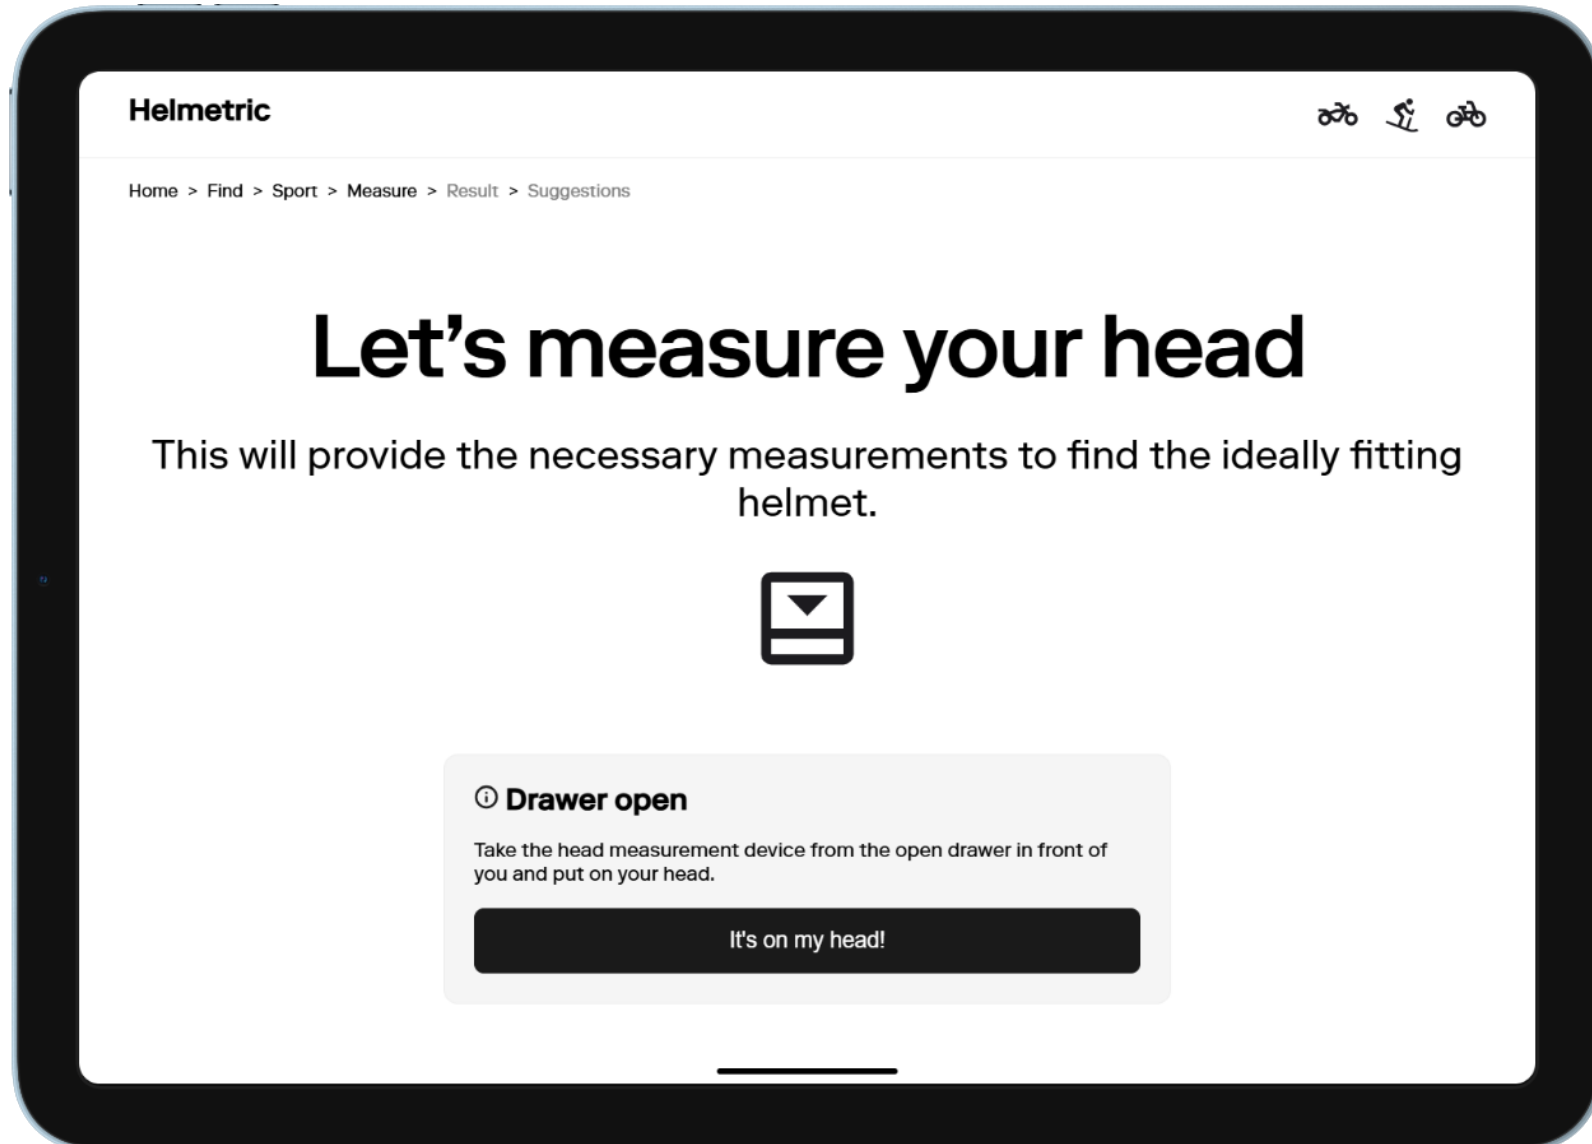 Helmetric
Home > Find > Sport > Measure > Result > Suggestions
Let’s measure your head
This will provide the necessary measurements to find the ideally fitting
helmet.
Drawer open
Take the head measurement device from the open drawer in front of
you and put on your head.
It's on my head!